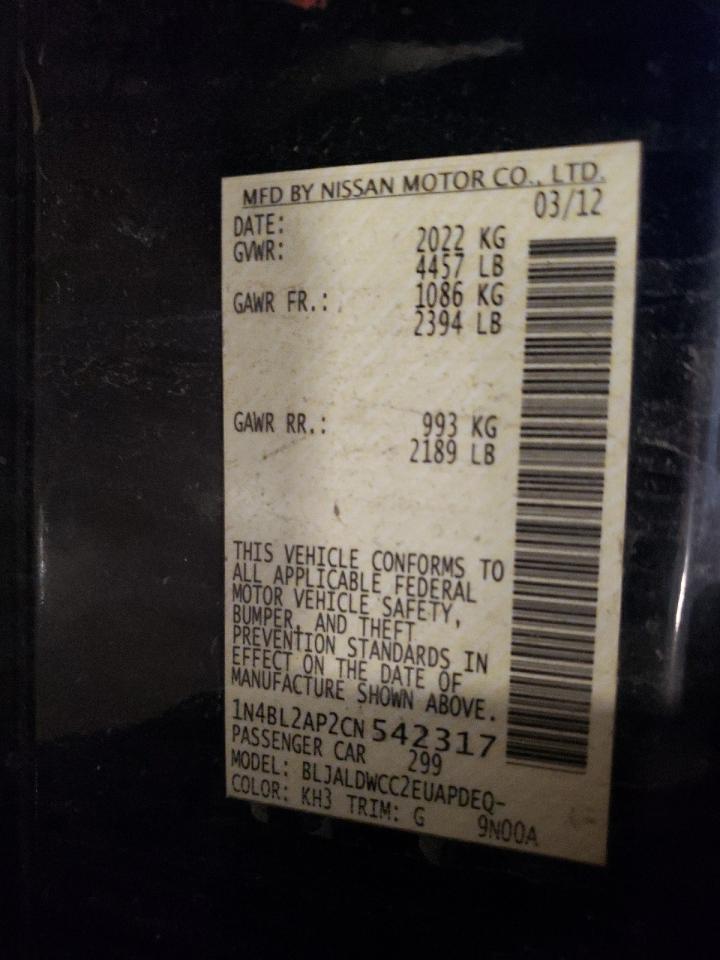 MFD BY NISSAN MOTOR CO., LTD.
DATE: 03/12
GVWR: 2022 KG
4457 LB
GAWR FR.: 1086 KG
2394 LB
GAWR RR.: 993 KG
2189 LB
THIS VEHICLE CONFORMS TO
ALL APPLICABLE FEDERAL
MOTOR VEHICLE SAFETY,
BUMPER, AND THEFT
PREVENTION STANDARDS IN
EFFECT ON THE DATE OF
MANUFACTURE SHOWN ABOVE.
1N4BL2AP2CN 542317
PASSENGER CAR 299
MODEL: BLJALDWCC2EUAPDEQ-
COLOR: KH3 TRIM: G 9N00A